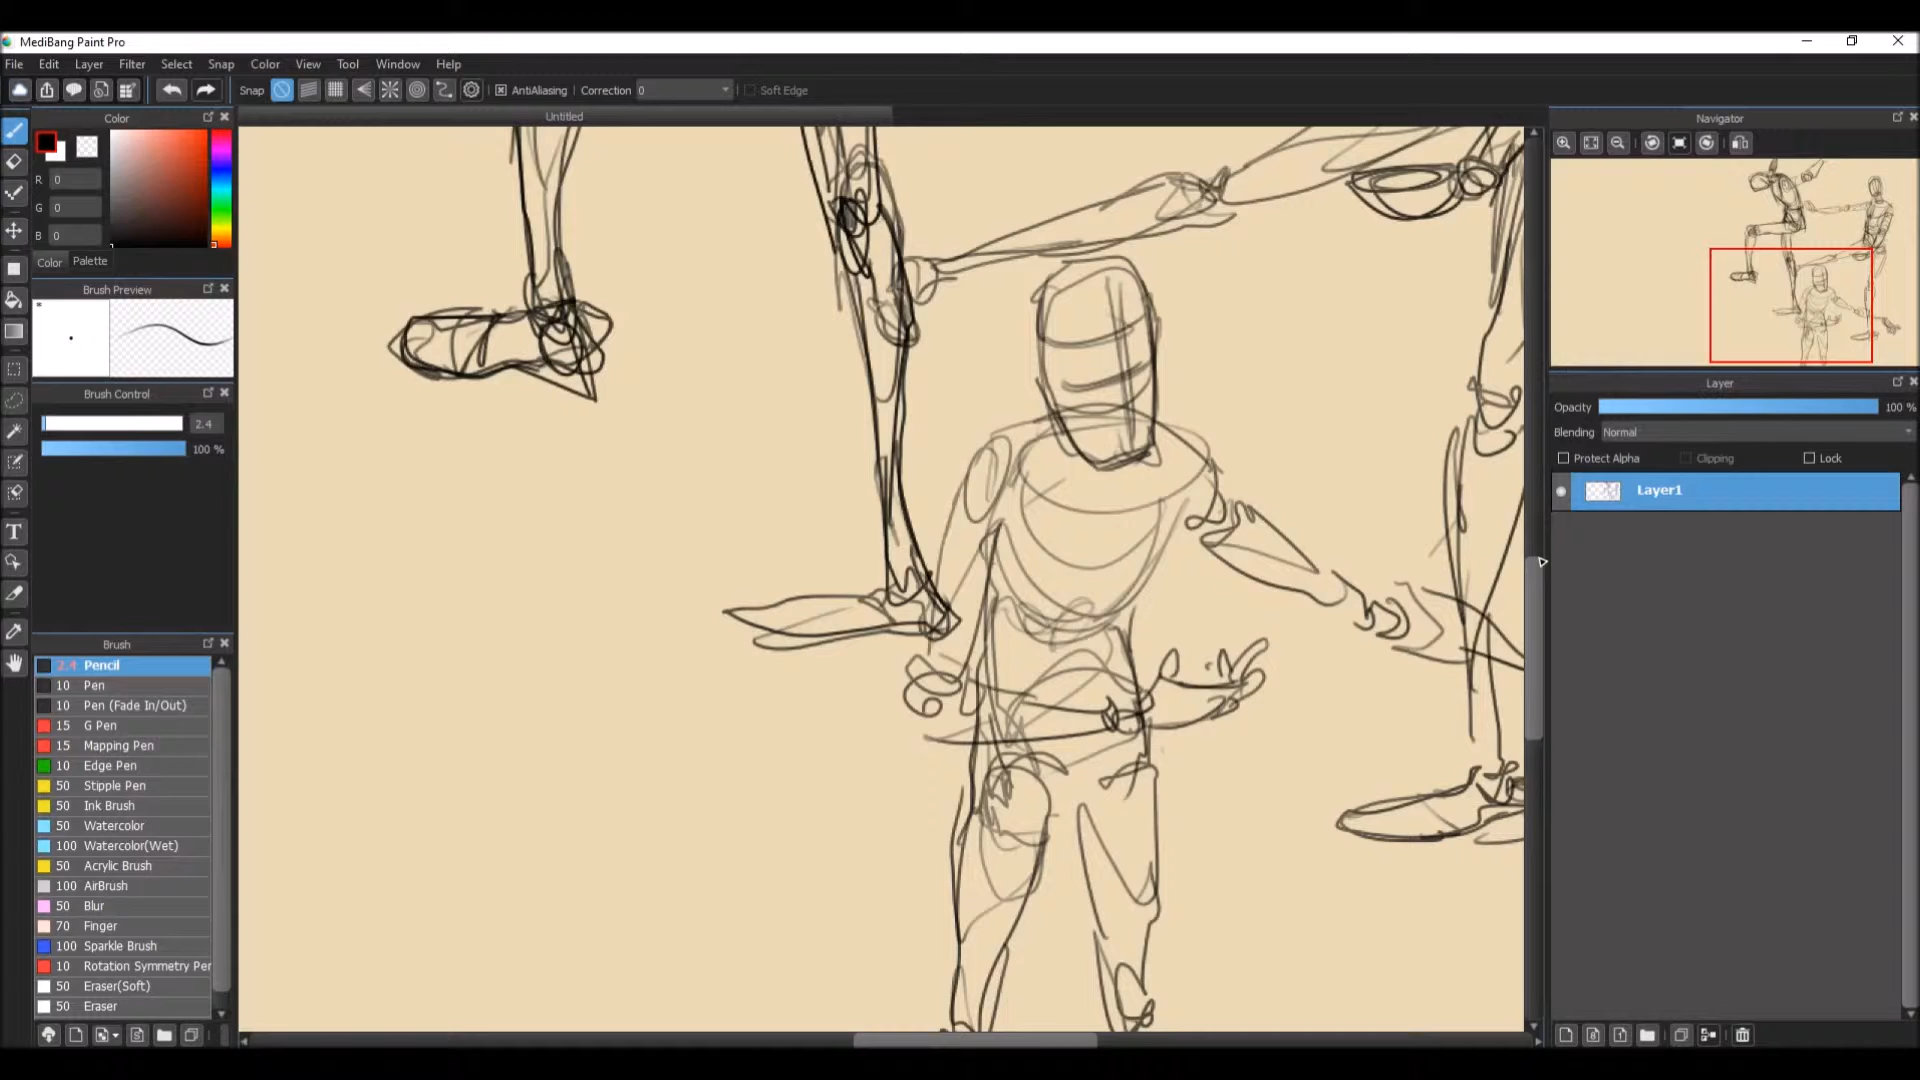 MediBang Paint Pro
File Edit Layer Filter Select Snap Color View Tool Window Help
Snap AntiAliasing Correction 0 Soft Edge
Color
Untitled
Navigator
R 0
G 0
B 0
Color Palette
Brush Preview
*
Brush Control
2.4
100 %
Layer
Opacity 100 %
Blending Normal
Protect Alpha Clipping Lock
Layer1
Brush
2.4 Pencil
10 Pen
10 Pen (Fade In/Out)
15 G Pen
15 Mapping Pen
10 Edge Pen
50 Stipple Pen
50 Ink Brush
50 Watercolor
100 Watercolor(Wet)
50 Acrylic Brush
100 AirBrush
50 Blur
70 Finger
100 Sparkle Brush
10 Rotation Symmetry Per
50 Eraser(Soft)
50 Eraser